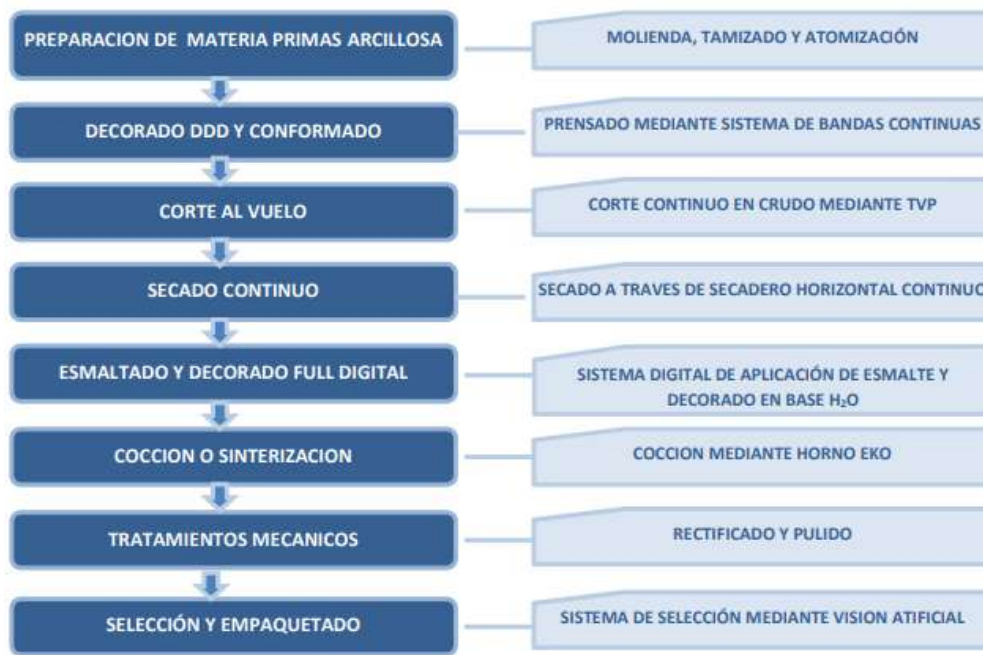 PREPARACION DE MATERIA PRIMAS ARCILLOSA
MOLIENDA, TAMIZADO Y ATOMIZACIÓN
DECORADO DDD Y CONFORMADO
PRENSADO MEDIANTE SISTEMA DE BANDAS CONTINUAS
CORTE AL VUELO
CORTE CONTINUO EN CRUDO MEDIANTE TVP
SECADO CONTINUO
SECADO A TRAVES DE SECADERO HORIZONTAL CONTINUO
ESMALTADO Y DECORADO FULL DIGITAL
SISTEMA DIGITAL DE APLICACIÓN DE ESMALTE Y
DECORADO EN BASE H₂O
COCCION O SINTERIZACION
COCCION MEDIANTE HORNO EKO
TRATAMIENTOS MECANICOS
RECTIFICADO Y PULIDO
SELECCIÓN Y EMPAQUETADO
SISTEMA DE SELECCIÓN MEDIANTE VISION ATIFICIAL